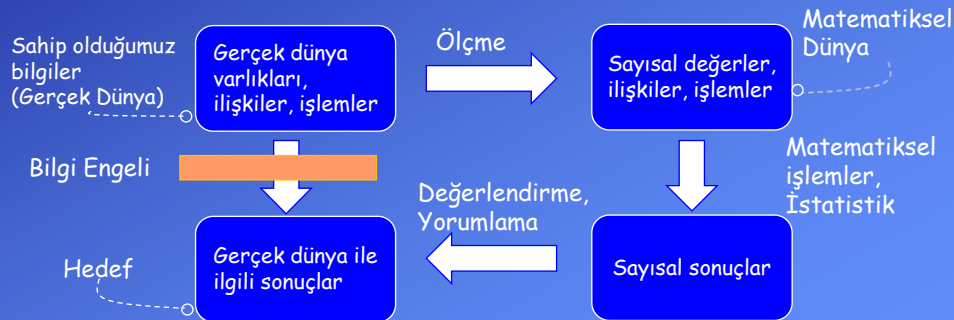 Sahip olduğumuz
bilgiler
(Gerçek Dünya)
Gerçek dünya
varlıkları,
ilişkiler, işlemler
Ölçme
Sayısal değerler,
ilişkiler, işlemler
Matematiksel
Dünya
Bilgi Engeli
Matematiksel
işlemler,
İstatistik
Değerlendirme,
Yorumlama
Hedef
Gerçek dünya ile
ilgili sonuçlar
Sayısal sonuçlar